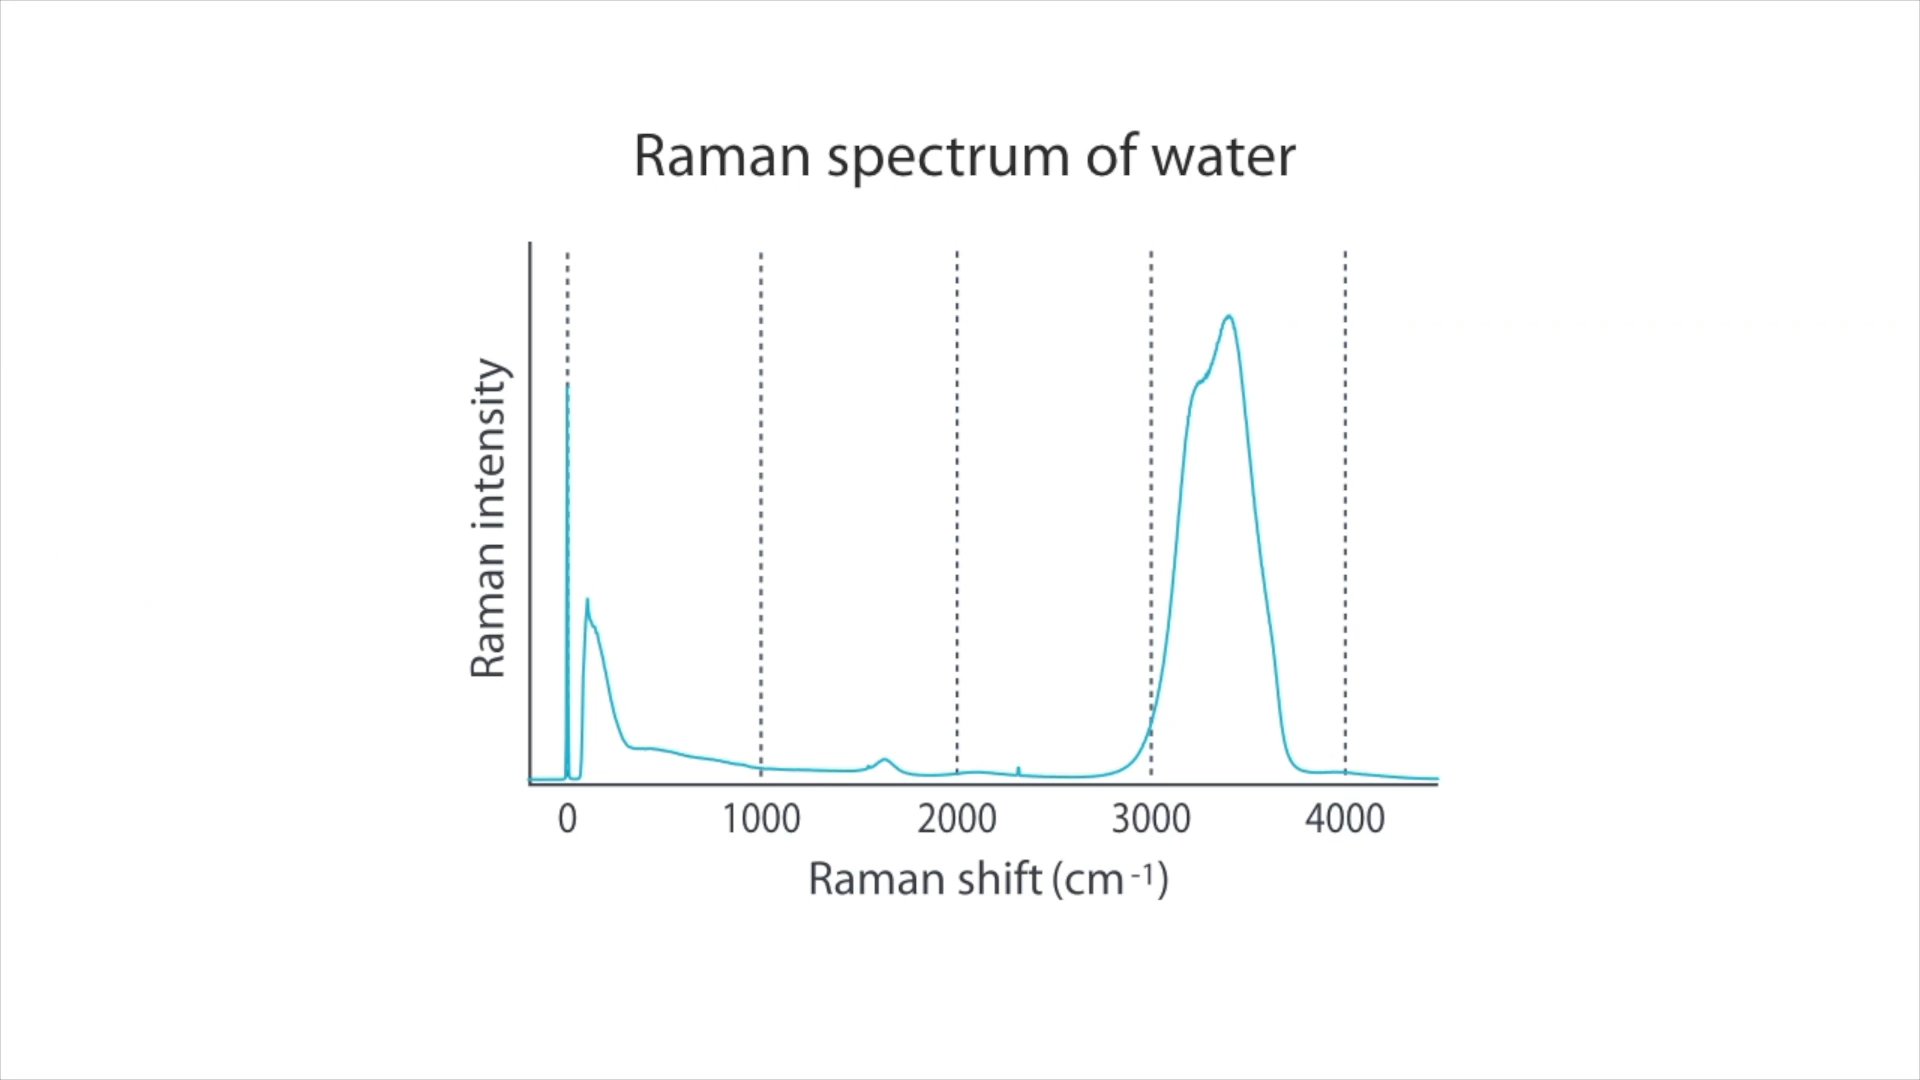 Raman spectrum of water
Raman intensity
0 1000 2000 3000 4000
Raman shift (cm⁻¹)